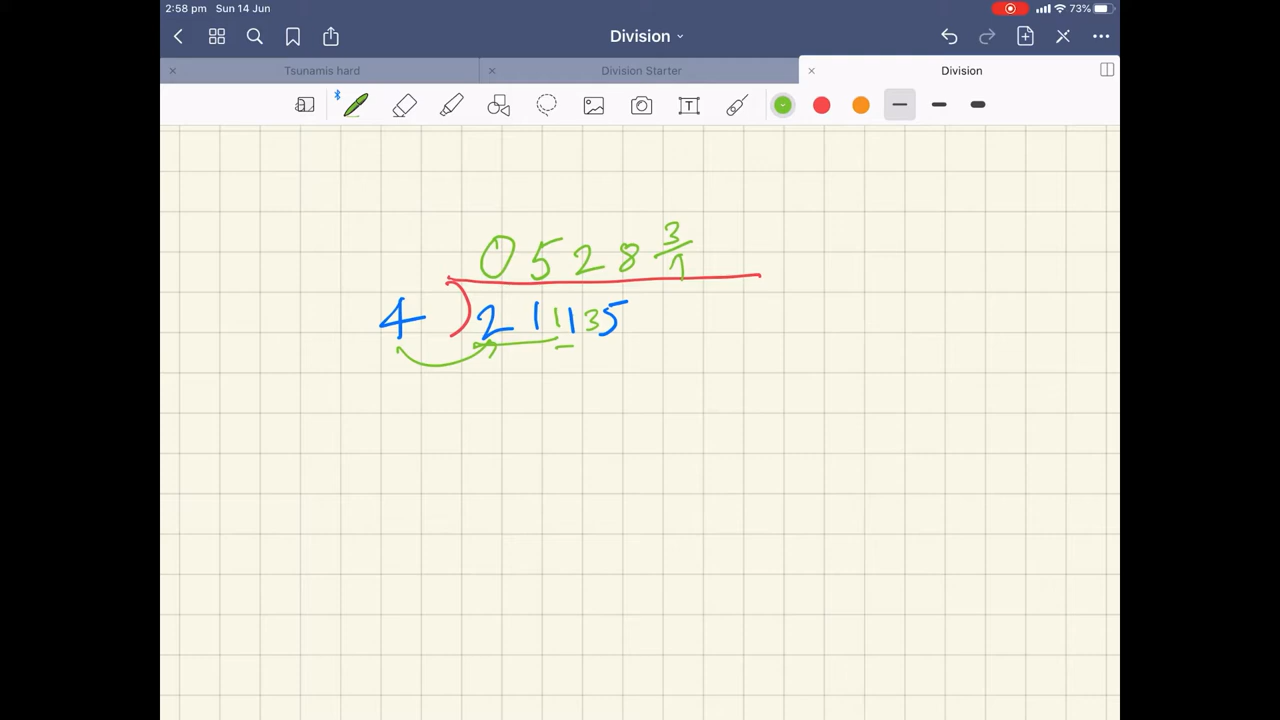 2:58 pm Sun 14 Jun 73%
Division
Tsunamis hard Division Starter Division
T
3
0 5 2 8
4 ) 2 1 1 1 3 5